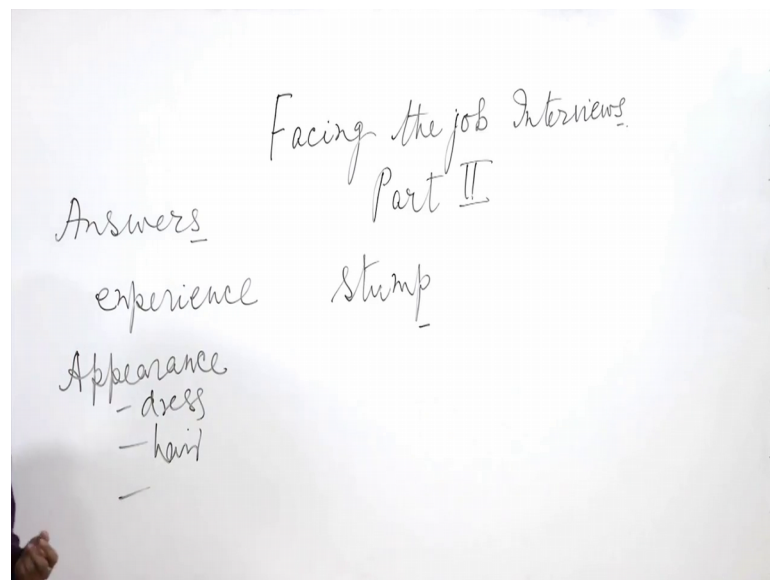 Facing the job Interviews.
Part II
Answers
experience stump
Appearance
- dress
- hair
-